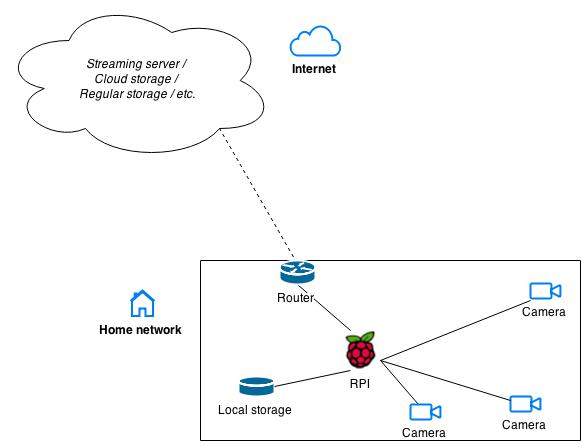 Streaming server /
Cloud storage /
Regular storage / etc.
Internet
Router
Home network
Camera
RPI
Local storage
Camera
Camera